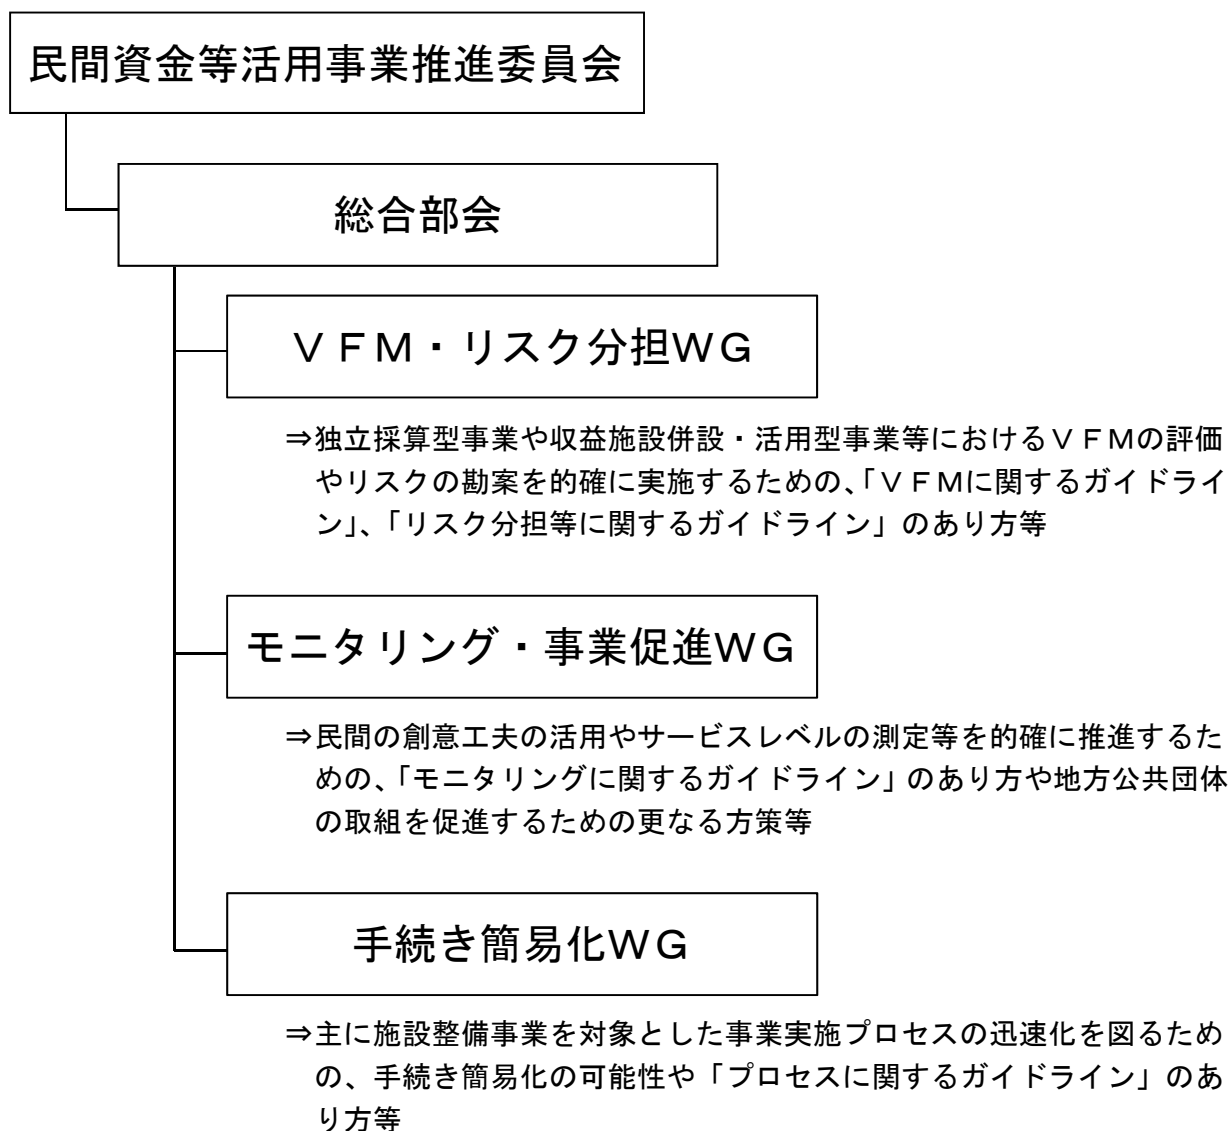 民間資金等活用事業推進委員会
総合部会
ＶＦＭ・リスク分担ＷＧ
⇒独立採算型事業や収益施設併設・活用型事業等におけるＶＦＭの評価
やリスクの勘案を的確に実施するための、「ＶＦＭに関するガイドライ
ン」、「リスク分担等に関するガイドライン」のあり方等
モニタリング・事業促進ＷＧ
⇒民間の創意工夫の活用やサービスレベルの測定等を的確に推進するた
めの、「モニタリングに関するガイドライン」のあり方や地方公共団体
の取組を促進するための更なる方策等
手続き簡易化ＷＧ
⇒主に施設整備事業を対象とした事業実施プロセスの迅速化を図るため
の、手続き簡易化の可能性や「プロセスに関するガイドライン」のあ
り方等